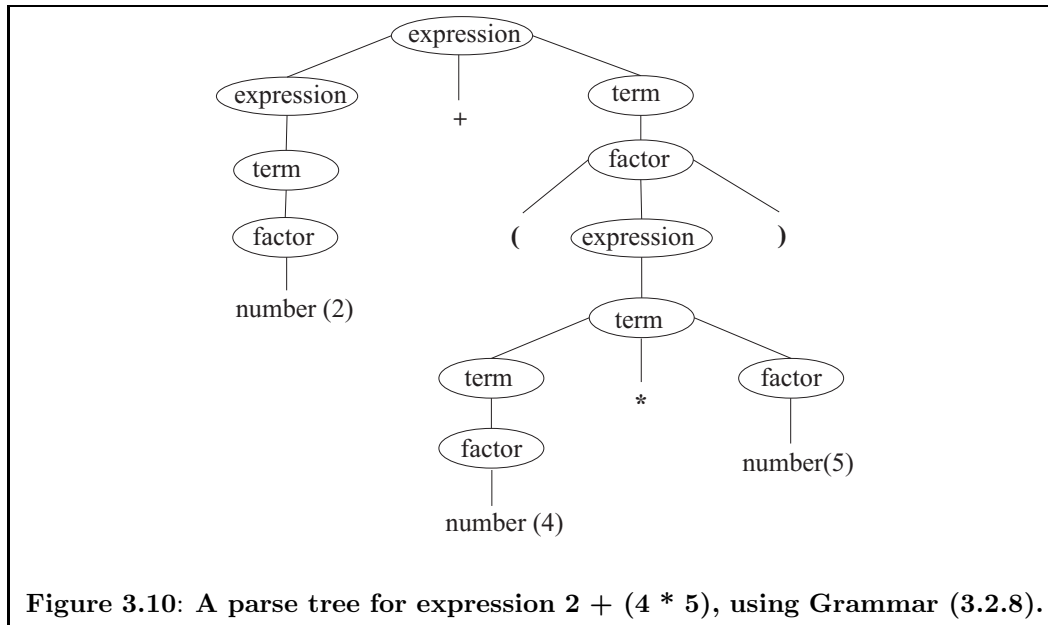 expression
expression
+
term
term
factor
factor
(
expression
)
number (2)
term
term
*
factor
factor
number(5)
number (4)
Figure 3.10: A parse tree for expression 2 + (4 * 5), using Grammar (3.2.8).